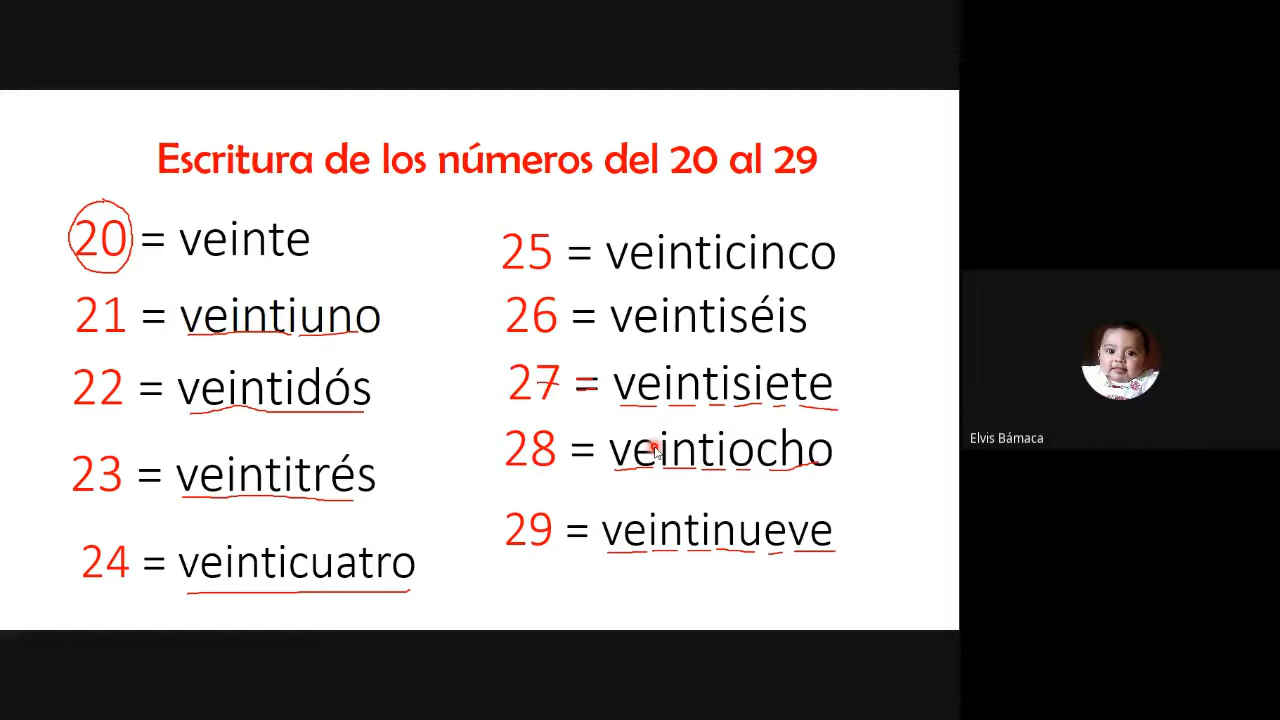 Escritura de los números del 20 al 29
20 = veinte
21 = veintiuno
22 = veintidós
23 = veintitrés
24 = veinticuatro
25 = veinticinco
26 = veintiséis
27 = veintisiete
28 = veintiocho
29 = veintinueve
Elvis Bámaca